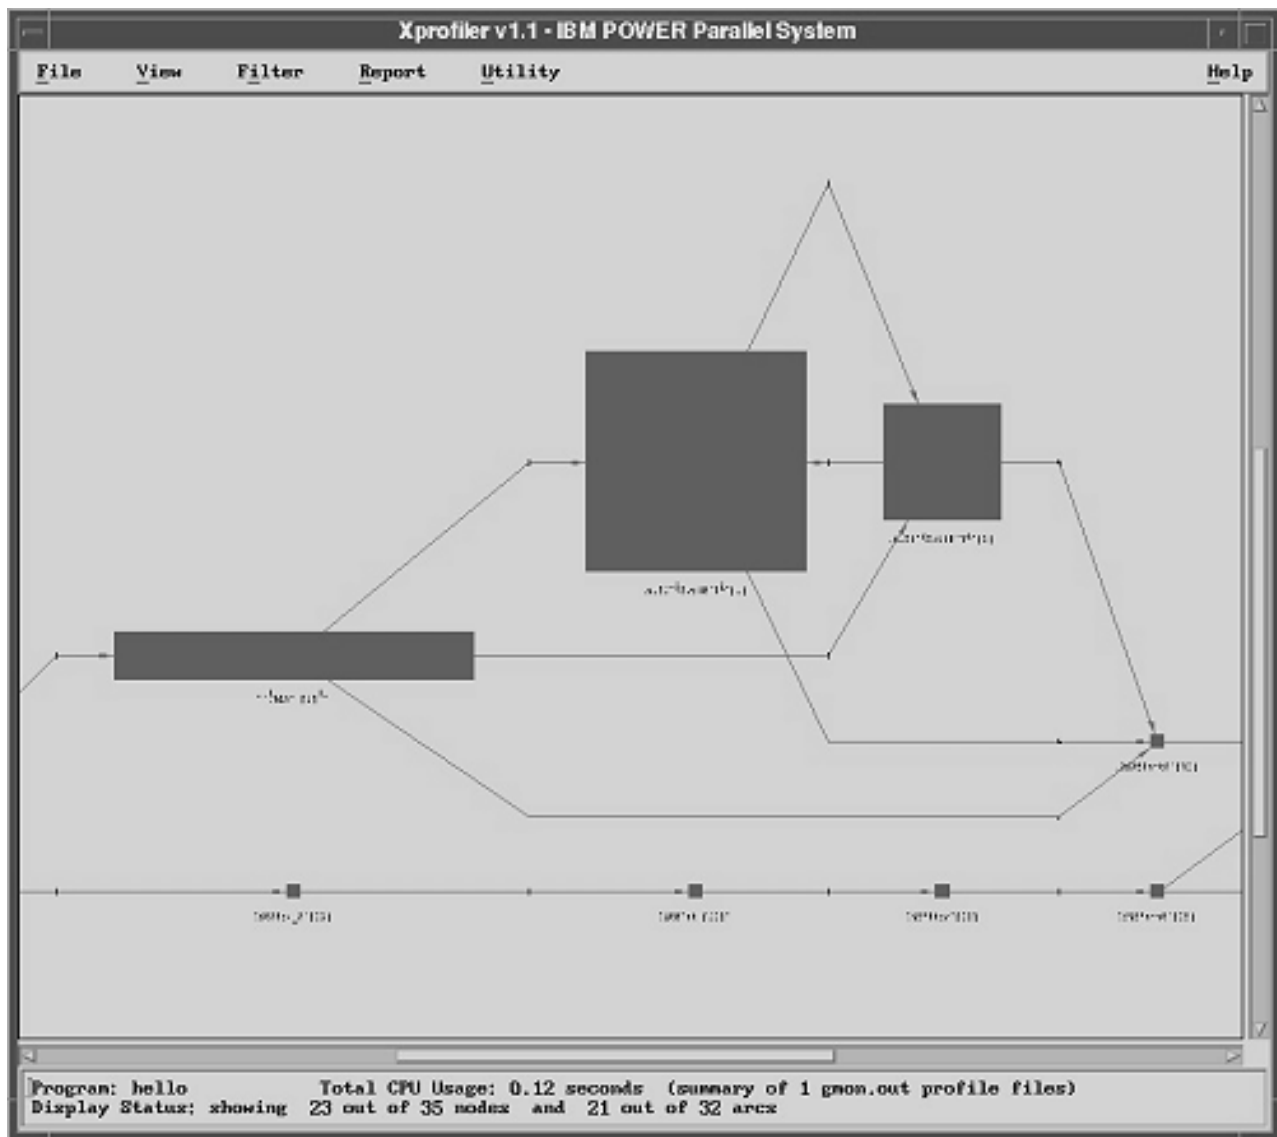 Xprofiler v1.1 - IBM POWER Parallel System
File View Filter Report Utility Help
Program: hello Total CPU Usage: 0.12 seconds (summary of 1 gmon.out profile files)
Display Status: showing 23 out of 35 nodes and 21 out of 32 arcs